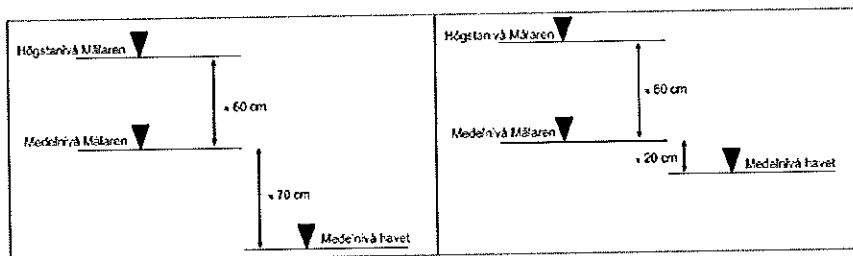 Högstanivå Mälaren
60 cm
Medelnivå Mälaren
70 cm
Medelnivå havet
Högstanivå Mälaren
60 cm
Medelnivå Mälaren
20 cm
Medelnivå havet